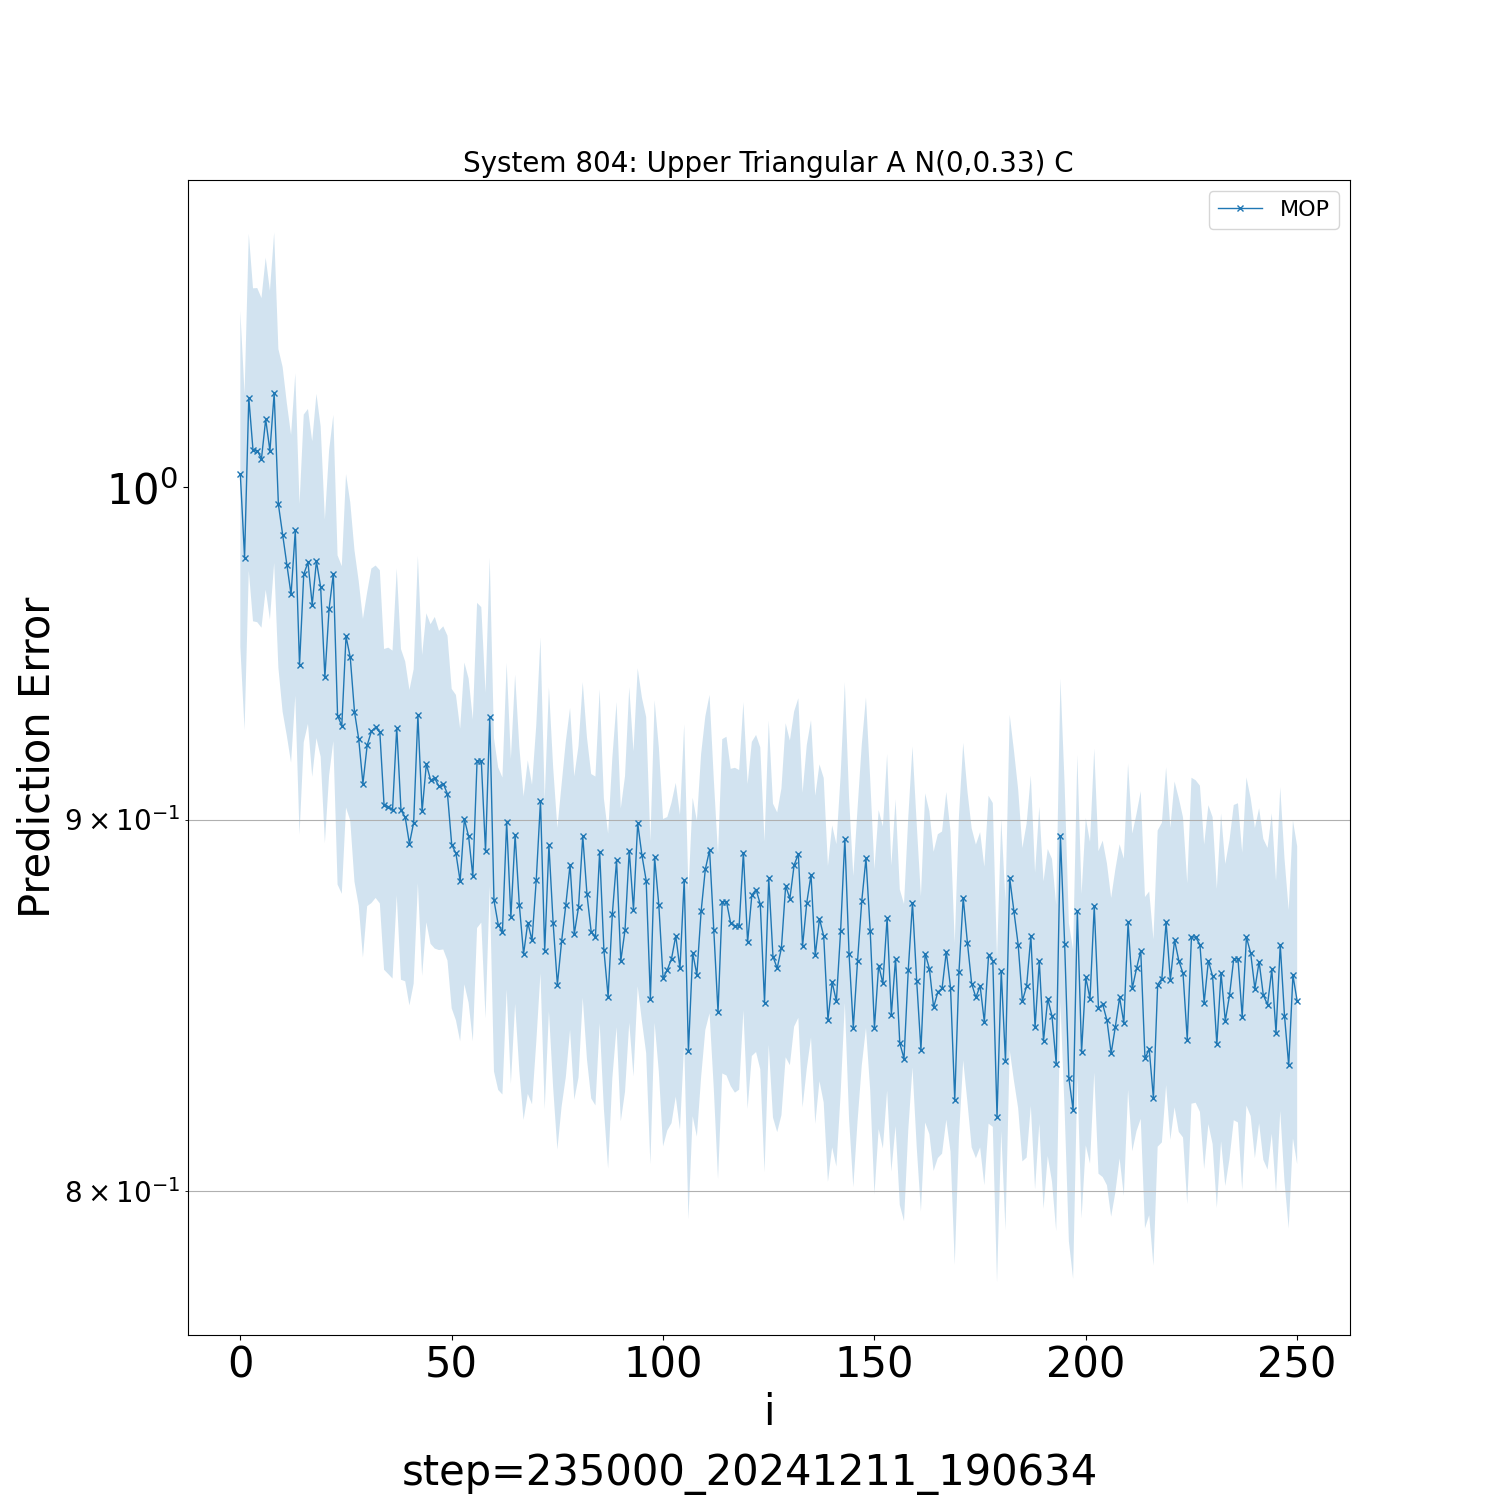 System 804: Upper Triangular A N(0,0.33) C
MOP
Prediction Error
10⁰
9 × 10⁻¹
8 × 10⁻¹
0 50 100 150 200 250
i
step=235000_20241211_190634